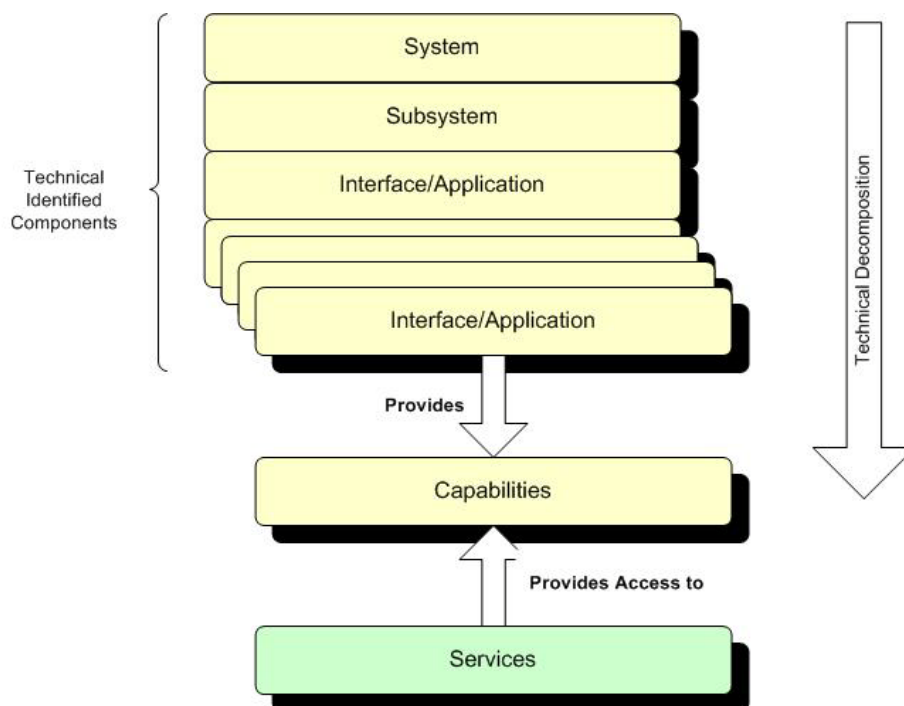 System
Subsystem
Technical
Identified
Components
Interface/Application
Interface/Application
Technical Decomposition
Provides
Capabilities
Provides Access to
Services